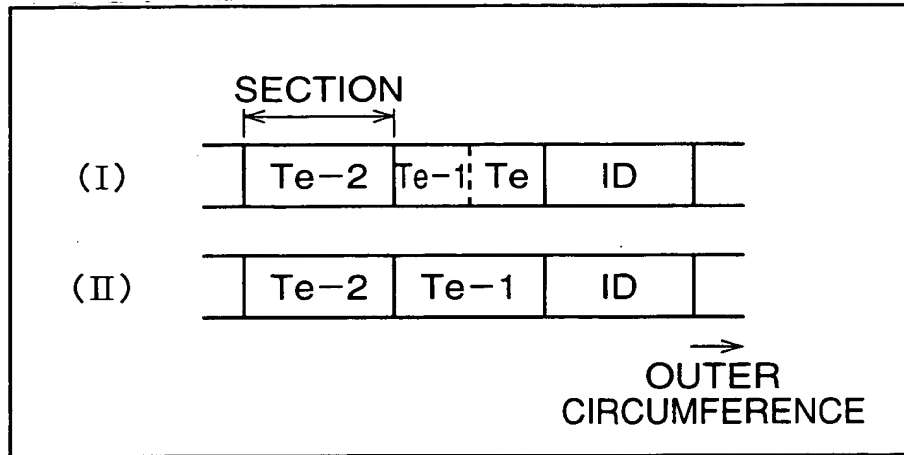 SECTION
(I) Te-2 Te-1 Te ID
(II) Te-2 Te-1 ID
OUTER
CIRCUMFERENCE